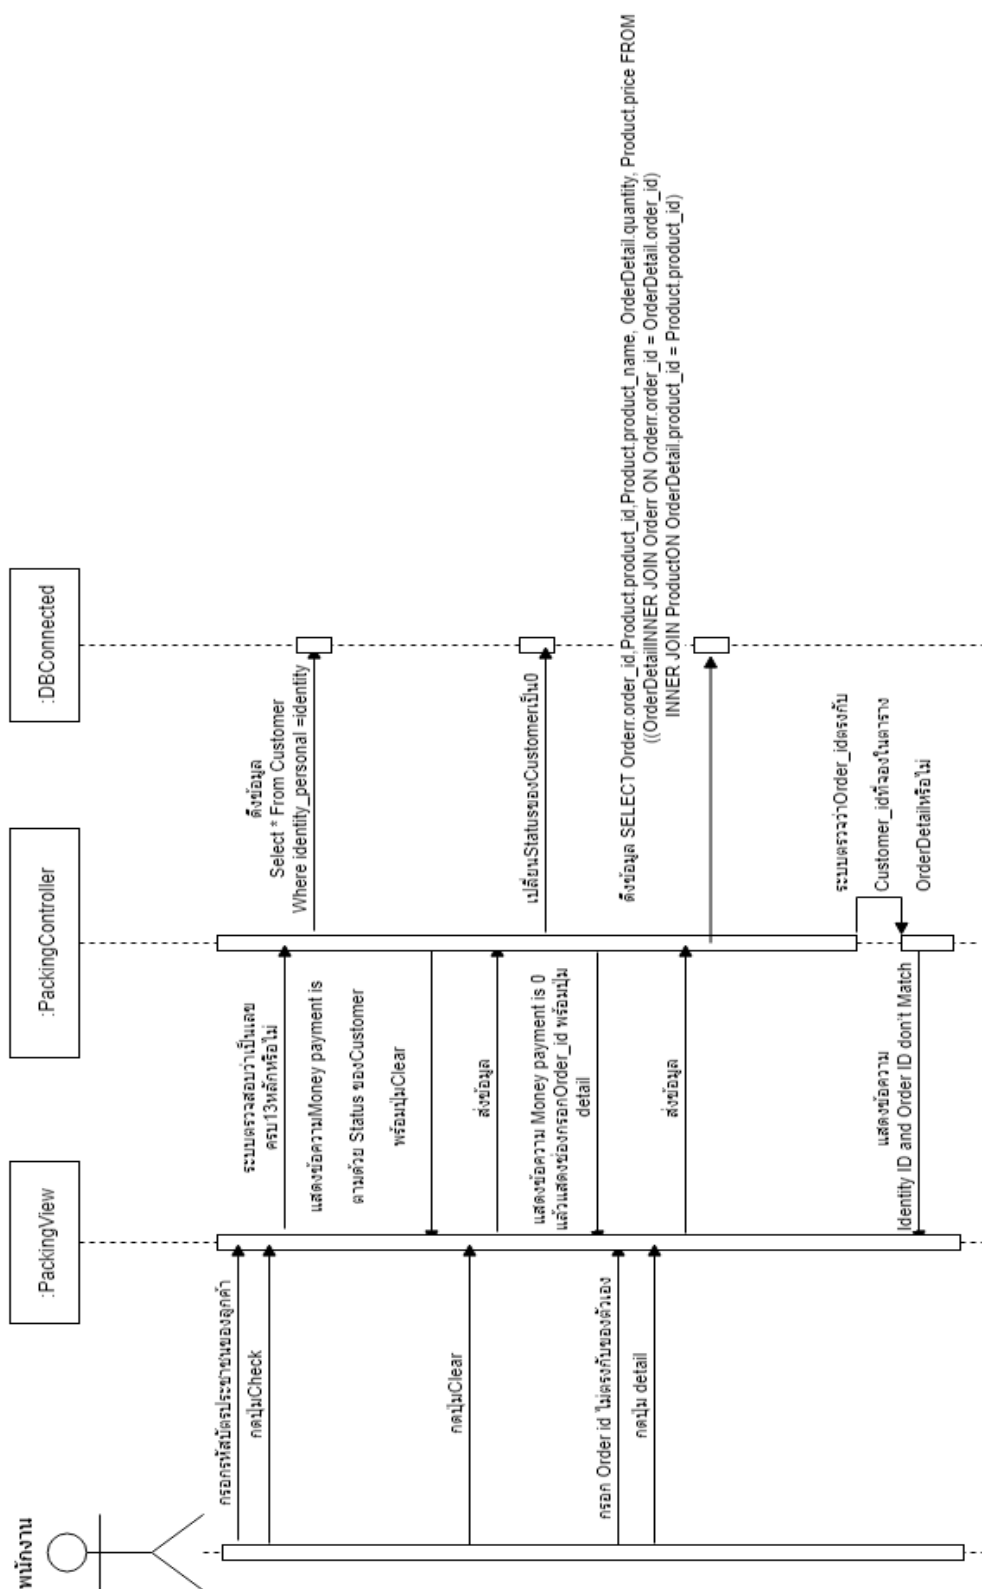 พนักงาน
:PackingView
:PackingController
:DBConnected
กรอกรหัสบัตรประชาชนของลูกค้า
กดปุ่มCheck
ระบบตรวจสอบว่าเป็นเลข
ครบ13หลักหรือไม่
ดึงข้อมูล
Select * From Customer
Where identity_personal =identity
แสดงข้อความMoney payment is
ตามด้วย Status ของCustomer
พร้อมปุ่มClear
กดปุ่มClear
ส่งข้อมูล
เปลี่ยนStatusของCustomerเป็น0
แสดงข้อความ Money payment is 0
แล้วแสดงช่องกรอกOrder_id พร้อมปุ่ม
detail
กรอก Order id ไม่ตรงกับของตัวเอง
กดปุ่ม detail
ส่งข้อมูล
ดึงข้อมูล SELECT Orderr.order_id,Product.product_id,Product.product_name, OrderDetail.quantity, Product.price FROM
((OrderDetailINNER JOIN Orderr ON Orderr.order_id = OrderDetail.order_id)
INNER JOIN ProductON OrderDetail.product_id = Product.product_id)
ระบบตรวจว่าOrder_idตรงกับ
Customer_idที่จองในตาราง
OrderDetailหรือไม่
แสดงข้อความ
Identity ID and Order ID don't Match